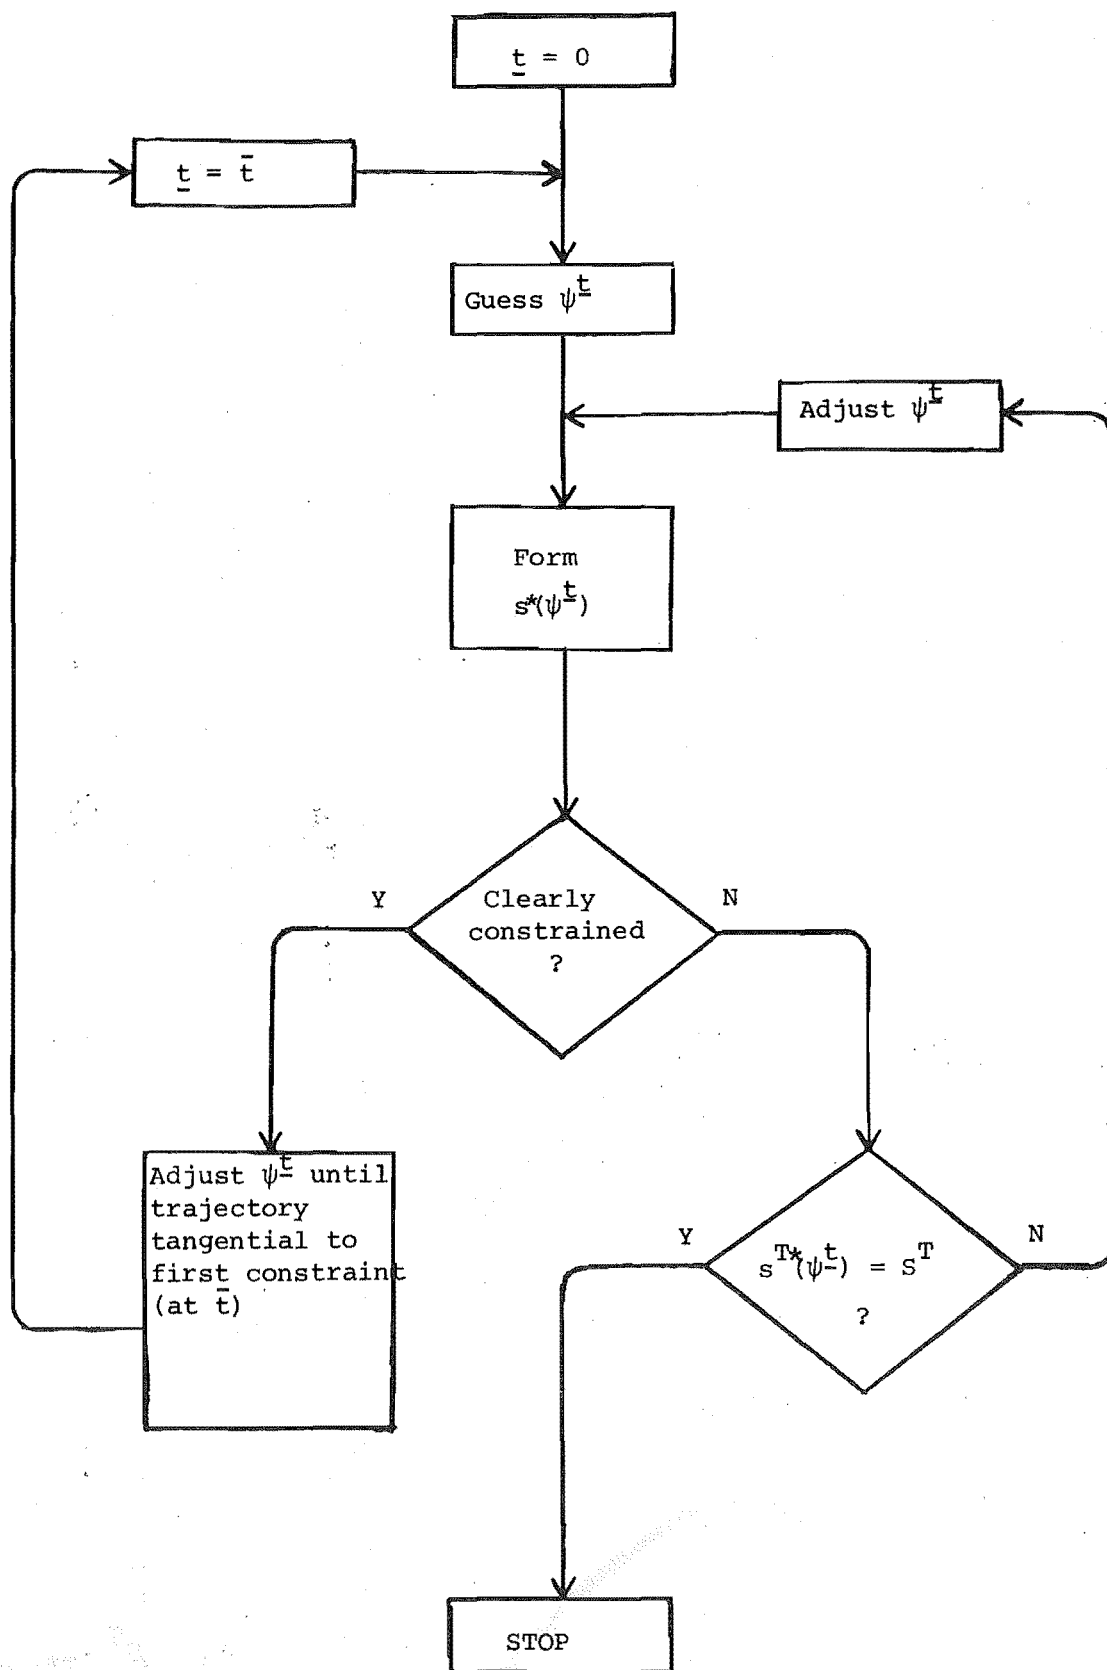 t̲ = 0
t̲ = t̄
Guess ψ^t̲
Adjust ψ^t̲
Form
s*(ψ^t̲)
Y
Clearly
constrained
?
N
Adjust ψ^t̲ until
trajectory
tangential to
first constraint
(at t̄)
Y
s^T*(ψ^t̲) = S^T
?
N
STOP